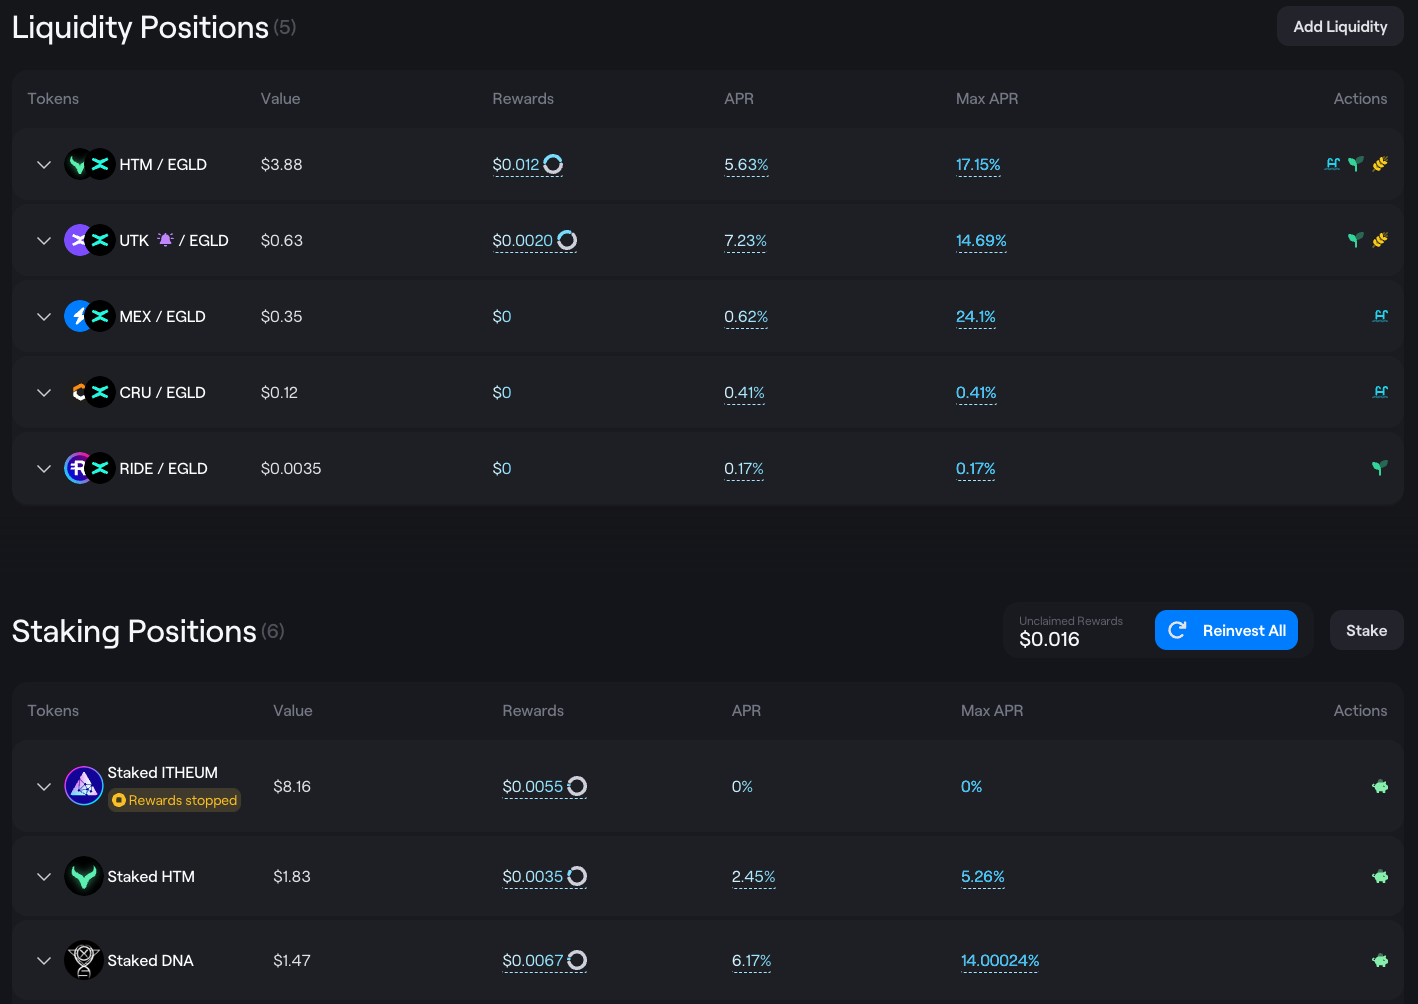 Liquidity Positions (5)
Add Liquidity
Tokens Value Rewards APR Max APR Actions
HTM / EGLD $3.88 $0.012 5.63% 17.15%
UTK / EGLD $0.63 $0.0020 7.23% 14.69%
MEX / EGLD $0.35 $0 0.62% 24.1%
CRU / EGLD $0.12 $0 0.41% 0.41%
RIDE / EGLD $0.0035 $0 0.17% 0.17%
Staking Positions (6)
Unclaimed Rewards
$0.016
Reinvest All
Stake
Tokens Value Rewards APR Max APR Actions
Staked ITHEUM
Rewards stopped
$8.16 $0.0055 0% 0%
Staked HTM $1.83 $0.0035 2.45% 5.26%
Staked DNA $1.47 $0.0067 6.17% 14.00024%